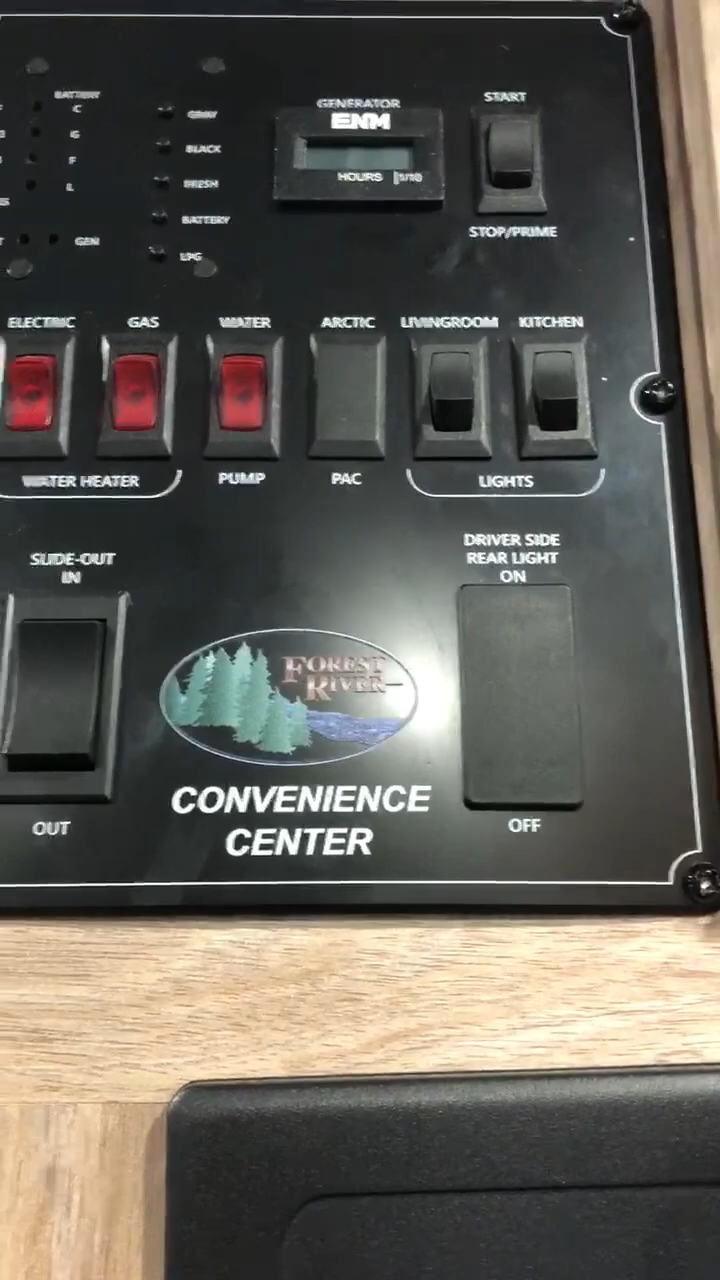 GENERATOR
START
ENM
HOURS 1/10
STOP/PRIME
BATTERY
C
G
F
L
GEN
GRAY
BLACK
FRESH
BATTERY
LPG
ELECTRIC GAS WATER ARCTIC LIVINGROOM KITCHEN
WATER HEATER PUMP PAC LIGHTS
SLIDE-OUT
IN
OUT
DRIVER SIDE
REAR LIGHT
ON
OFF
FOREST
RIVER
CONVENIENCE
CENTER